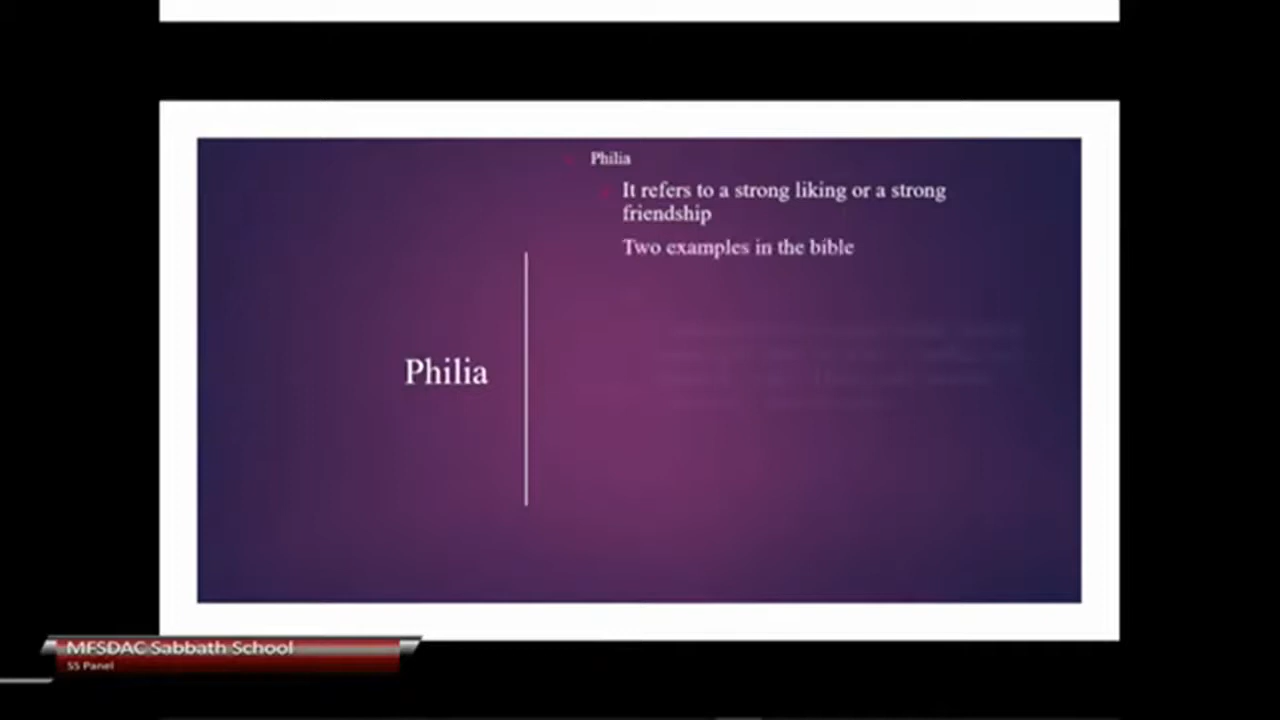 Philia
It refers to a strong liking or a strong
friendship
Two examples in the bible
Philia
MFSDAC Sabbath School
SS Panel